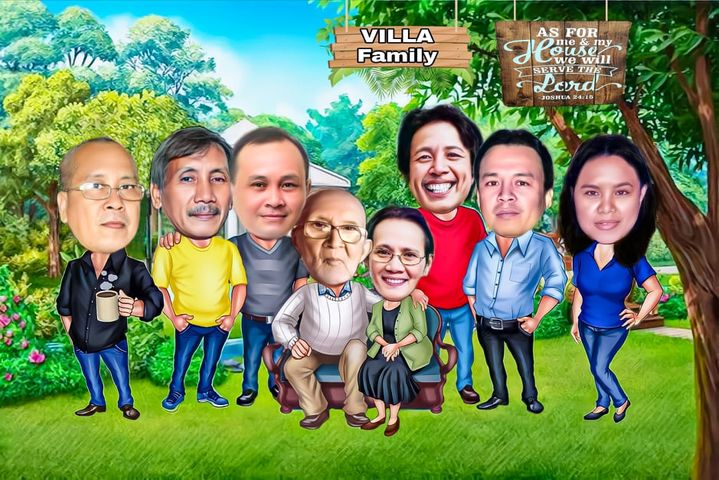 VILLA
Family
AS FOR
me & my
House
we will
SERVE THE
Lord
- JOSHUA 24:15